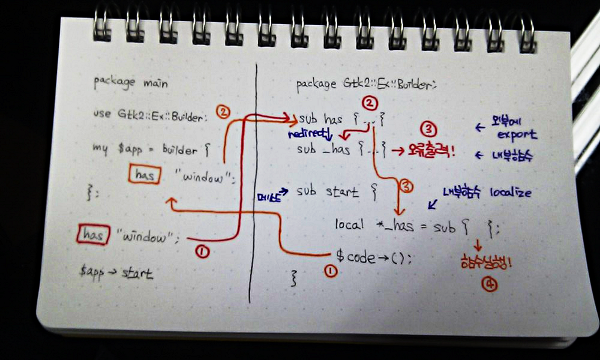 package main
use Gtk2::Ex::Builder;
my $app = builder {
has "window";
};
has "window";
①
$app → start
②
package Gtk2::Ex::Builder;
②
sub has { ... }
③
← 외부에 export
redirect
sub _has { ... } → 오류출력!
← 내부함수
메소드 → sub start {
③
내부함수 localize
local *_has = sub { };
① $code → ();
함수실행!
④
}